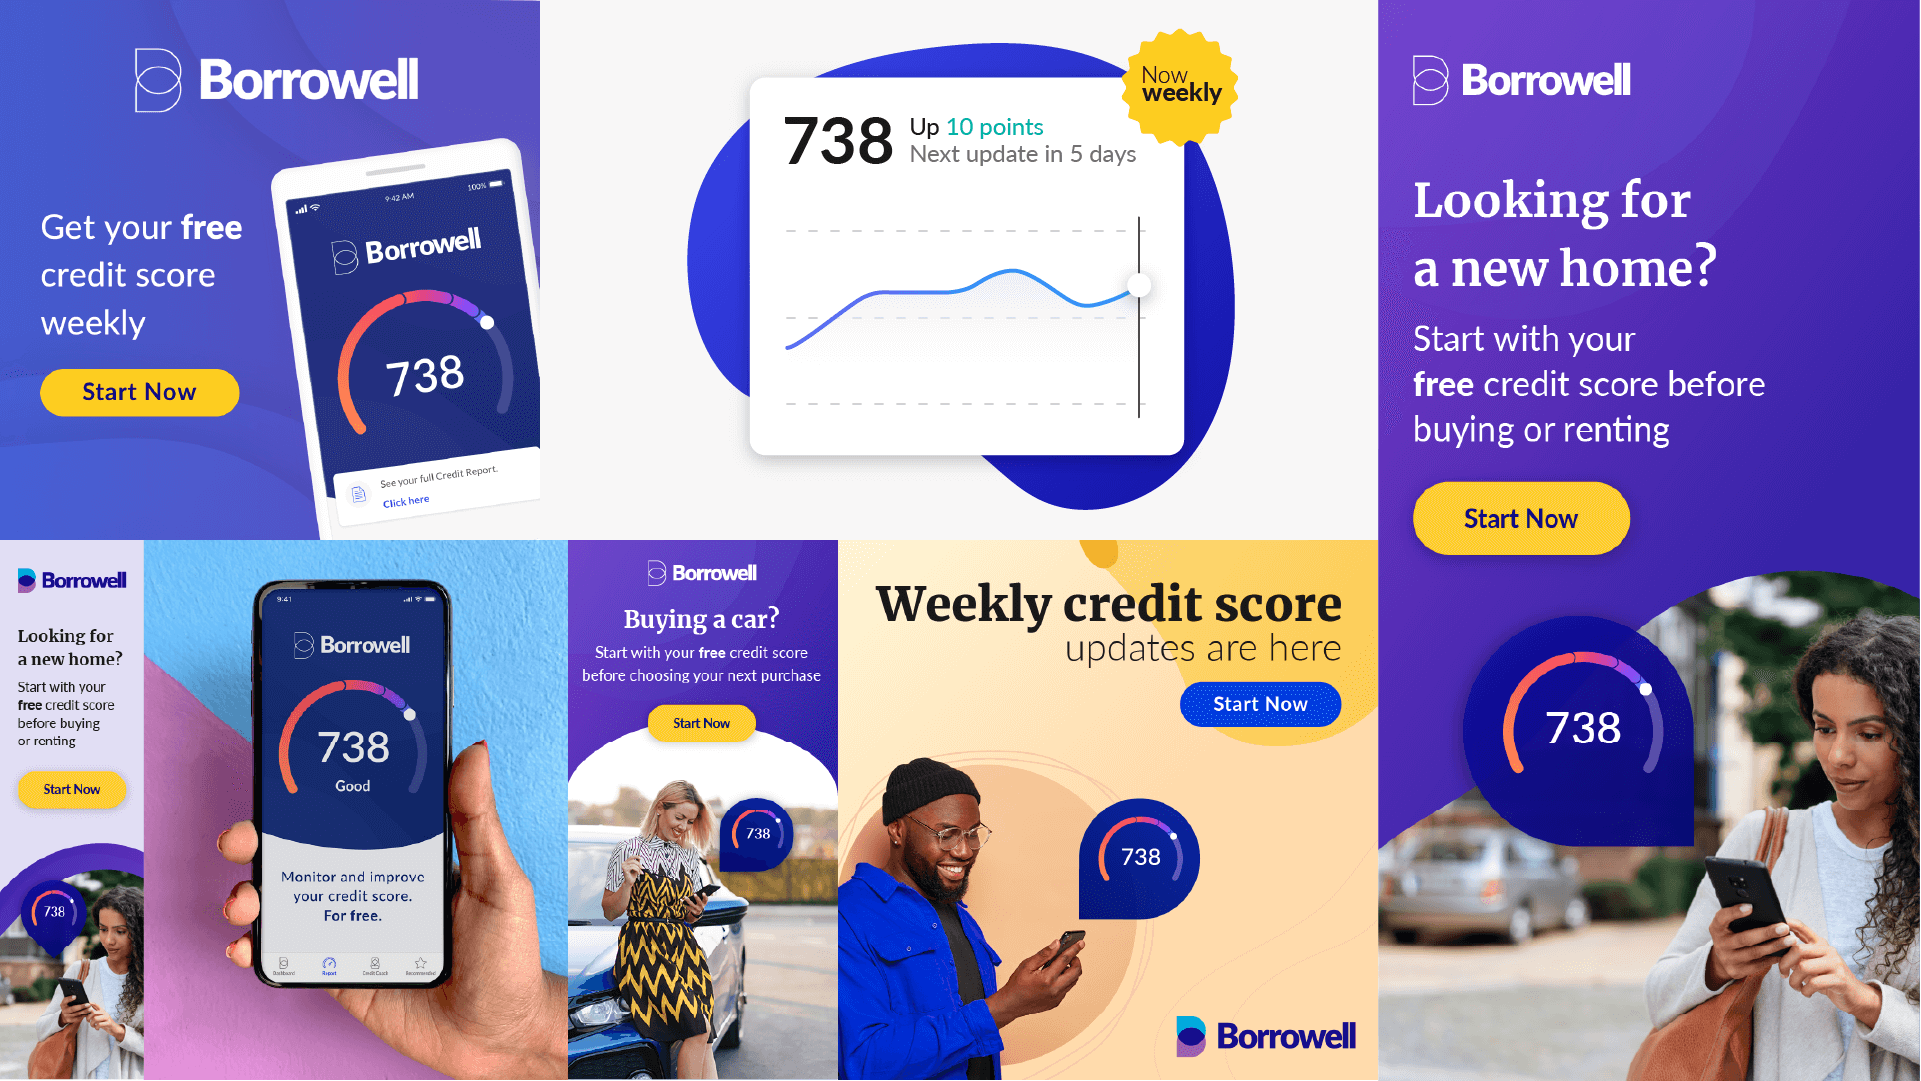 Borrowell
Get your free
credit score
weekly
Start Now
9:42 AM
100%
Borrowell
738
See your full Credit Report.
Click here
Now
weekly
738
Up 10 points
Next update in 5 days
Borrowell
Looking for
a new home?
Start with your
free credit score before
buying or renting
Start Now
738
Borrowell
Looking for
a new home?
Start with your
free credit score
before buying
or renting
Start Now
738
9:41
Borrowell
738
Good
Monitor and improve
your credit score.
For free.
Dashboard
Report
Credit Coach
Recommended
Borrowell
Buying a car?
Start with your free credit score
before choosing your next purchase
Start Now
738
Weekly credit score
updates are here
Start Now
738
Borrowell